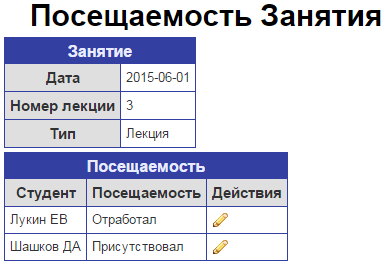 Посещаемость Занятия
Занятие
Дата 2015-06-01
Номер лекции 3
Тип Лекция
Посещаемость
Студент Посещаемость Действия
Лукин ЕВ Отработал
Шашков ДА Присутствовал